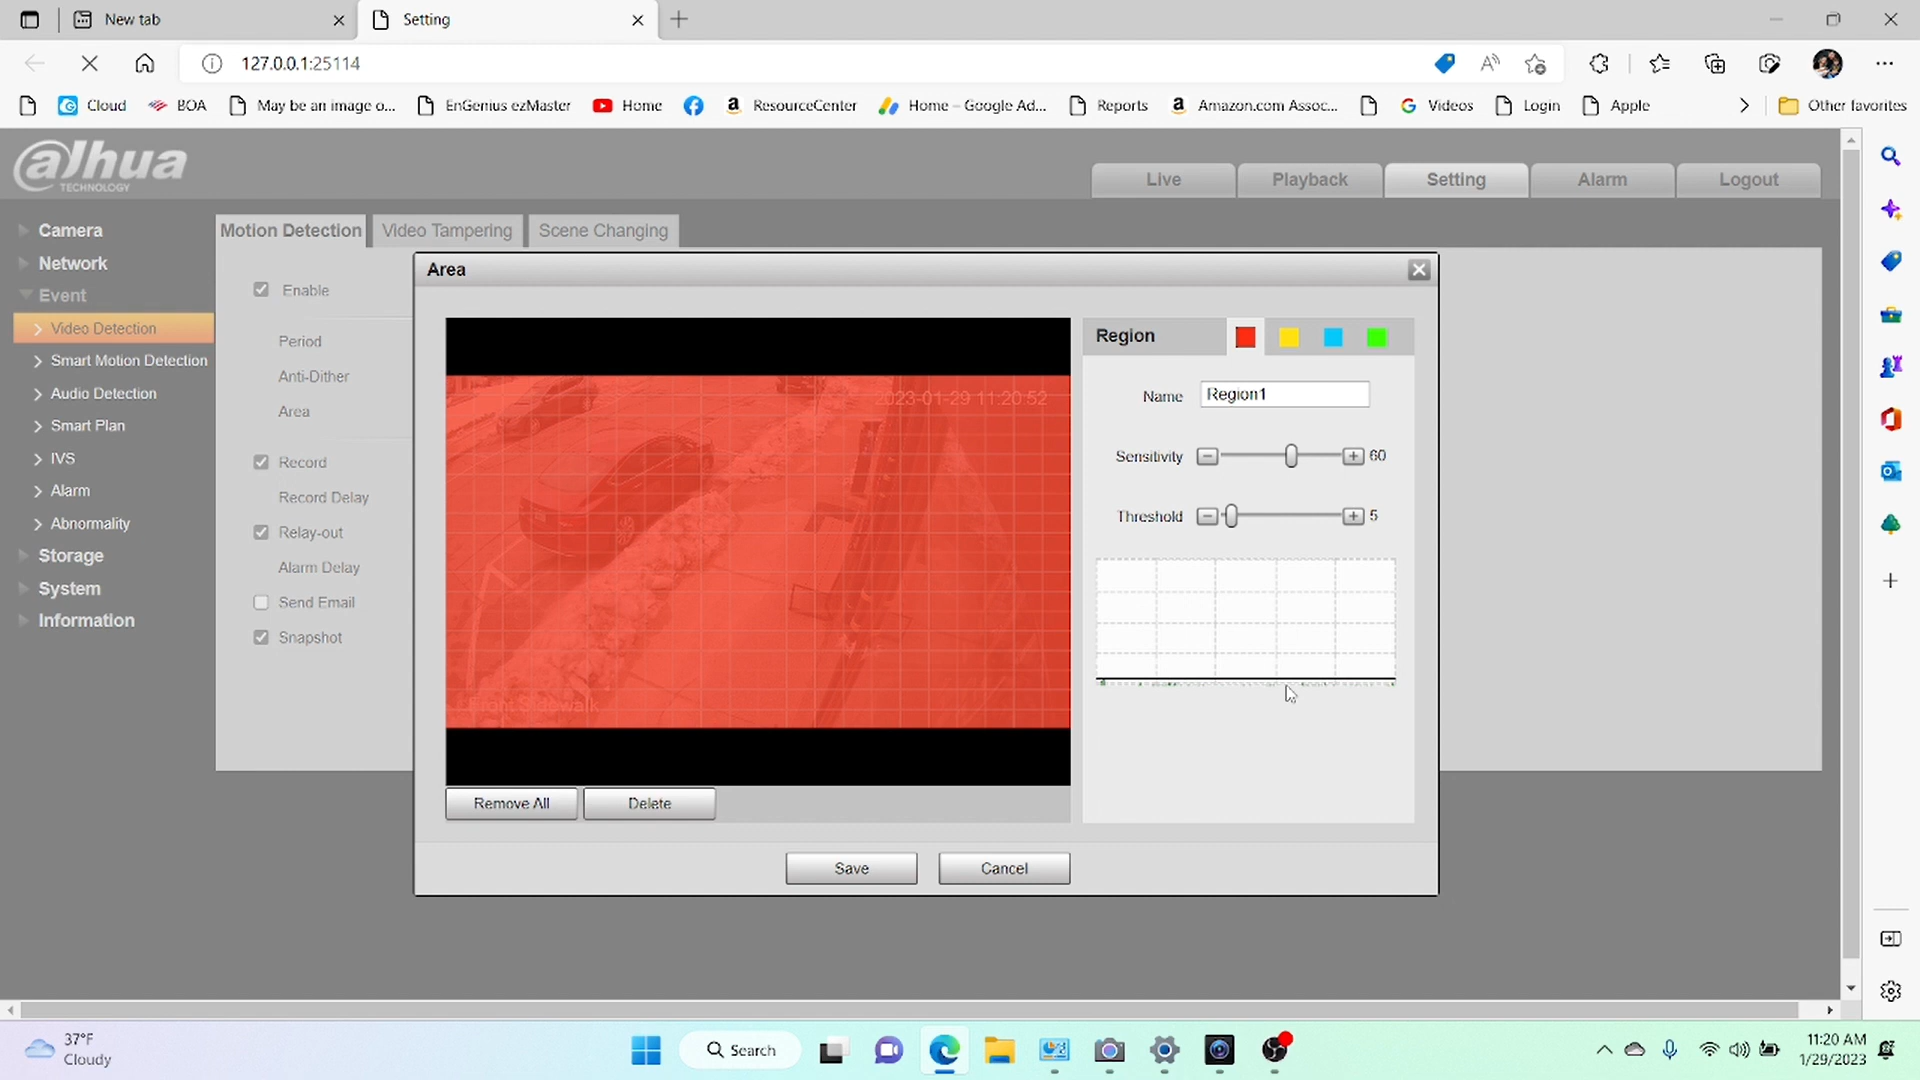 New tab
Setting
127.0.0.1:25114
Cloud
BOA
May be an image o...
EnGenius ezMaster
Home
ResourceCenter
Home – Google Ad...
Reports
Amazon.com Assoc...
Videos
Login
Apple
Other favorites
alhua
TECHNOLOGY
Live
Playback
Setting
Alarm
Logout
Camera
Network
Event
Video Detection
Smart Motion Detection
Audio Detection
Smart Plan
IVS
Alarm
Abnormality
Storage
System
Information
Motion Detection
Video Tampering
Scene Changing
Enable
Period
Anti-Dither
Area
Record
Record Delay
Relay-out
Alarm Delay
Send Email
Snapshot
Area
2023-01-29 11:20:52
Front Sidewalk
Remove All
Delete
Region
Name
Region1
Sensitivity
60
Threshold
5
Save
Cancel
37°F
Cloudy
Search
11:20 AM
1/29/2023